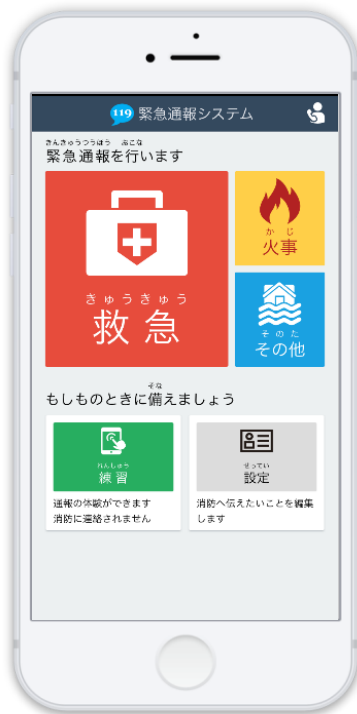 119 緊急通報システム
きんきゅうつうほう おこな
緊急通報を行います
きゅうきゅう
救急
かじ
火事
そのた
その他
そな
もしものときに備えましょう
れんしゅう
練習
通報の体験ができます
消防に連絡されません
せってい
設定
消防へ伝えたいことを編集
します